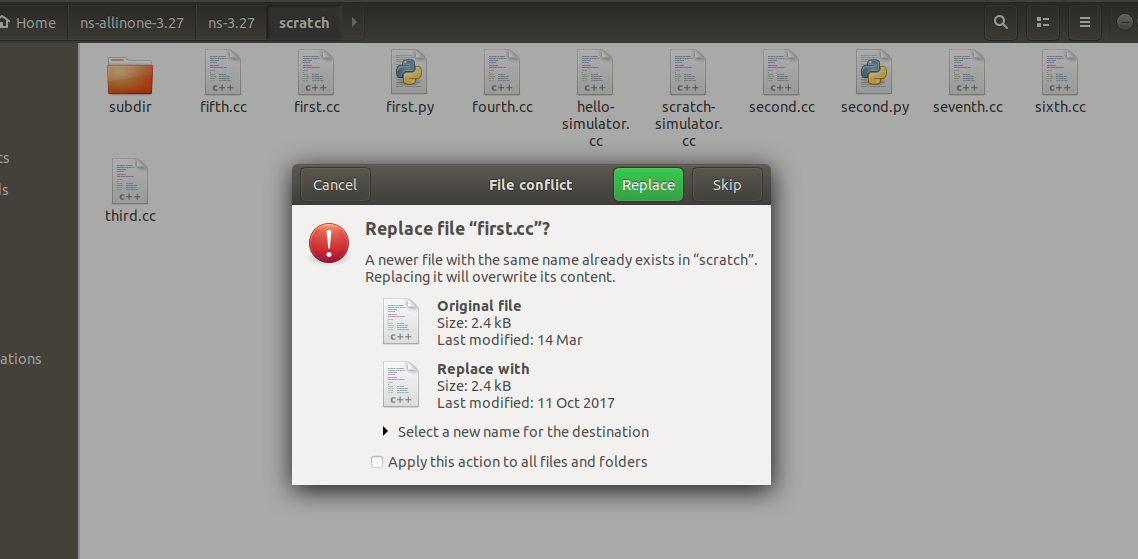 Home ns-allinone-3.27 ns-3.27 scratch
fifth.cc first.cc first.py fourth.cc hello-simulator.cc scratch-simulator.cc second.cc second.py seventh.cc sixth.cc
subdir
third.cc
Cancel File conflict Replace Skip
Replace file “first.cc”?
A newer file with the same name already exists in “scratch”.
Replacing it will overwrite its content.
Original file
Size: 2.4 kB
Last modified: 14 Mar
Replace with
Size: 2.4 kB
Last modified: 11 Oct 2017
Select a new name for the destination
Apply this action to all files and folders